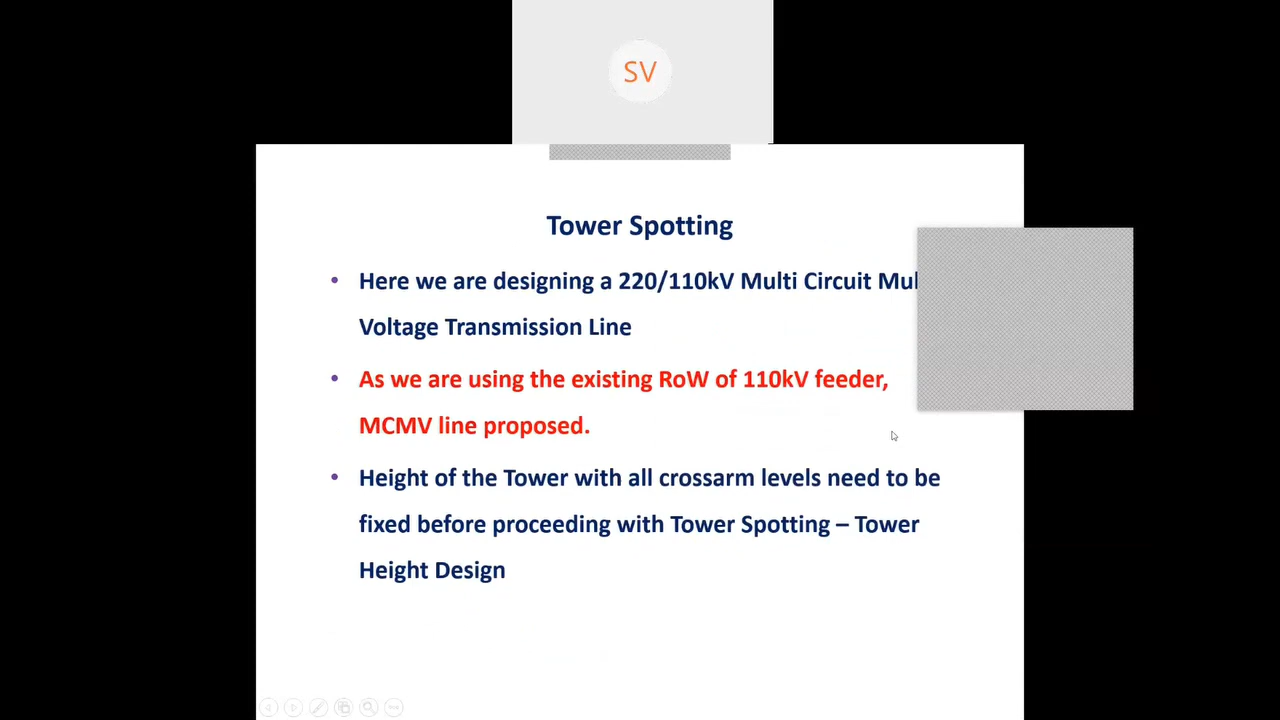 SV
Tower Spotting
• Here we are designing a 220/110kV Multi Circuit
Voltage Transmission Line
• As we are using the existing RoW of 110kV feeder,
MCMV line proposed.
• Height of the Tower with all crossarm levels need to be
fixed before proceeding with Tower Spotting – Tower
Height Design